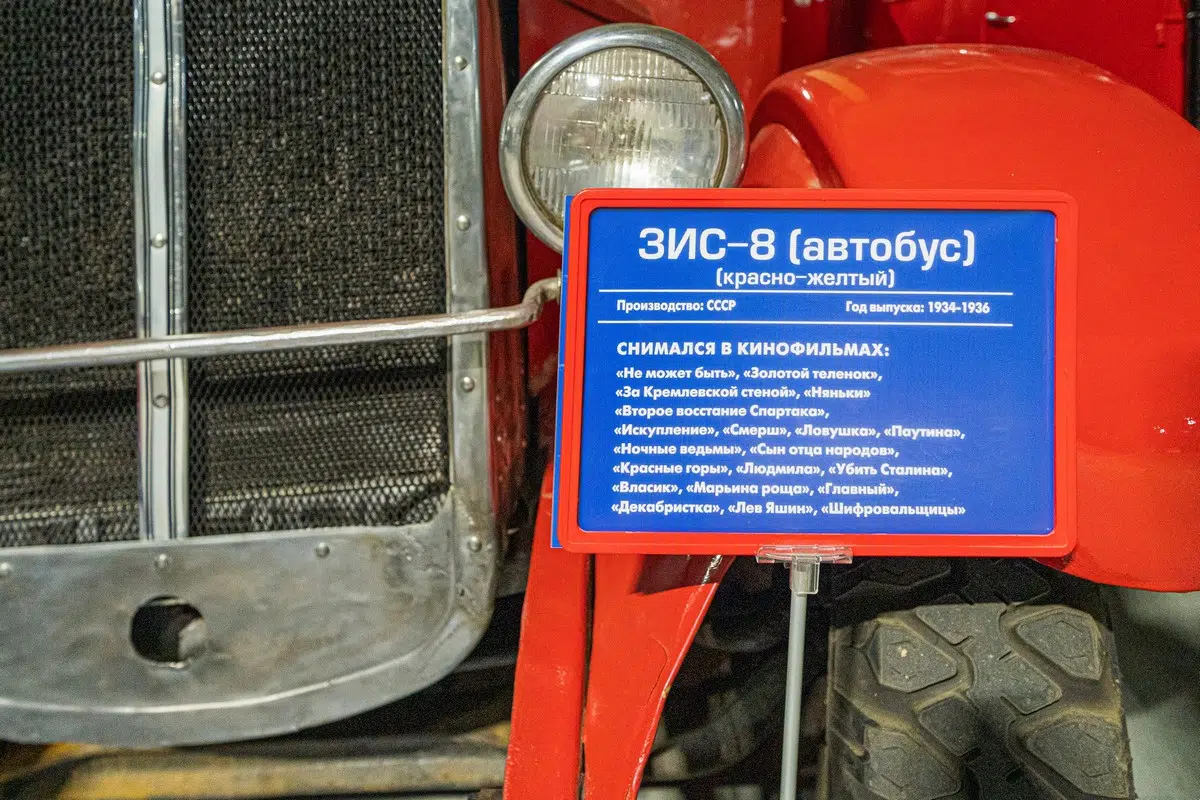 ЗИС-8 (автобус)
(красно-желтый)
Производство: СССР Год выпуска: 1934-1936
СНИМАЛСЯ В КИНОФИЛЬМАХ:
«Не может быть», «Золотой теленок»,
«За Кремлевской стеной», «Няньки»
«Второе восстание Спартака»,
«Искупление», «Смерш», «Ловушка», «Паутина»,
«Ночные ведьмы», «Сын отца народов»,
«Красные горы», «Людмила», «Убить Сталина»,
«Власик», «Марьина роща», «Главный»,
«Декабристка», «Лев Яшин», «Шифровальщицы»